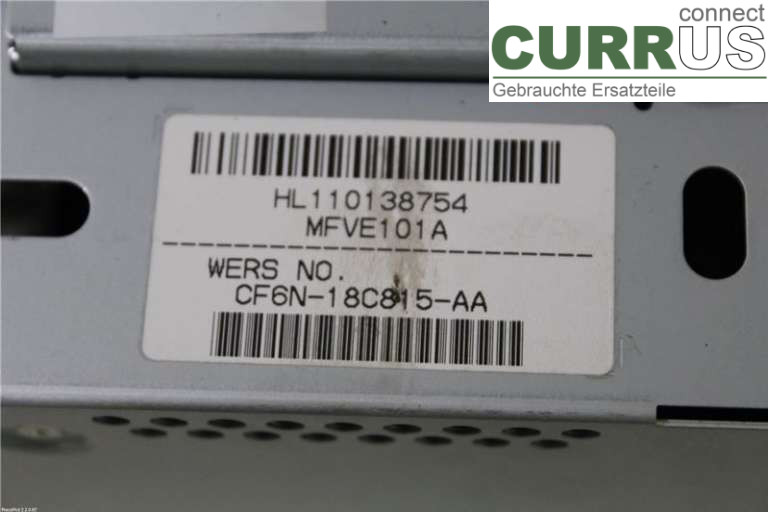 connect
CURRUS
Gebrauchte Ersatzteile
HL110138754
MFVE101A
WERS NO.
CF6N-18C815-AA